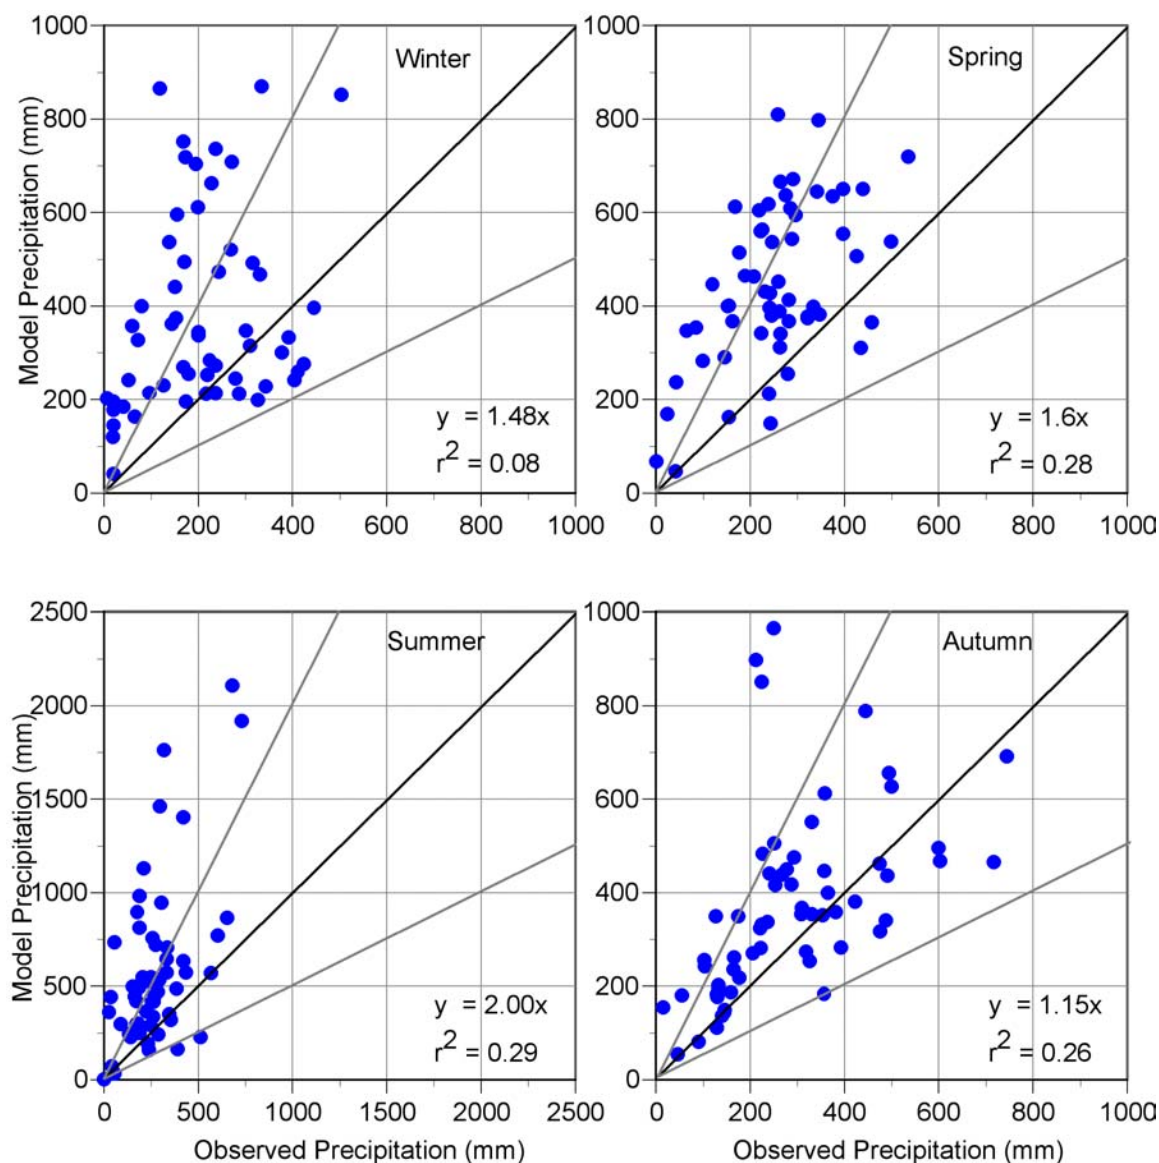 Winter
Model Precipitation (mm)
1000
800
600
400
200
0
y = 1.48x
r2 = 0.08
0 200 400 600 800 1000
Spring
1000
800
600
400
200
0
y = 1.6x
r2 = 0.28
0 200 400 600 800 1000
Summer
Model Precipitation (mm)
2500
2000
1500
1000
500
0
y = 2.00x
r2 = 0.29
0 500 1000 1500 2000 2500
Observed Precipitation (mm)
Autumn
1000
800
600
400
200
0
y = 1.15x
r2 = 0.26
0 200 400 600 800 1000
Observed Precipitation (mm)